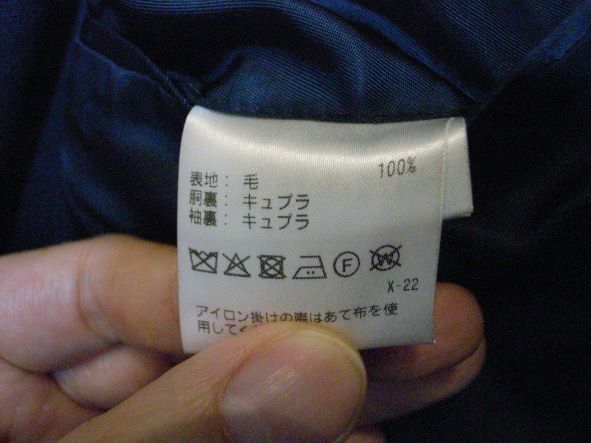 表地： 毛 100%
胴裏： キュプラ
袖裏： キュプラ
F W
X-22
アイロン掛けの際はあて布を使
用して